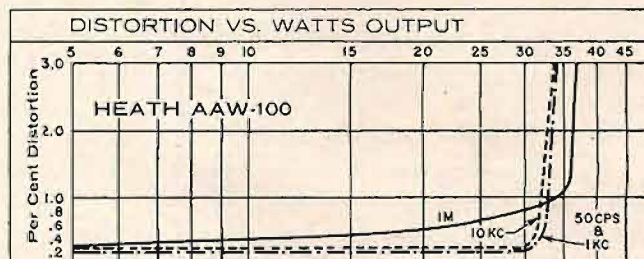 DISTORTION VS. WATTS OUTPUT
5 6 7 8 9 10 15 20 25 30 35 40 45
3.0
HEATH AAW-100
2.0
Per Cent Distortion
1.0
.8
.6
.4
.2
IM
10KC
50CPS
&
1KC